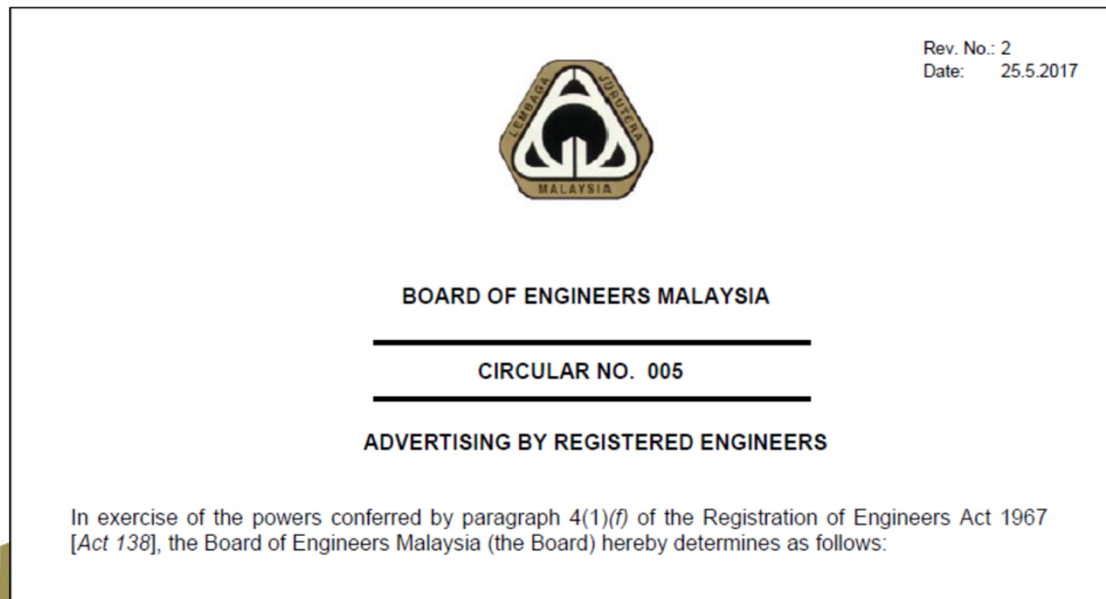 Rev. No.: 2
Date: 25.5.2017
LEMBAGA JURUTERA
MALAYSIA
BOARD OF ENGINEERS MALAYSIA
CIRCULAR NO. 005
ADVERTISING BY REGISTERED ENGINEERS
In exercise of the powers conferred by paragraph 4(1)(f) of the Registration of Engineers Act 1967
[Act 138], the Board of Engineers Malaysia (the Board) hereby determines as follows: